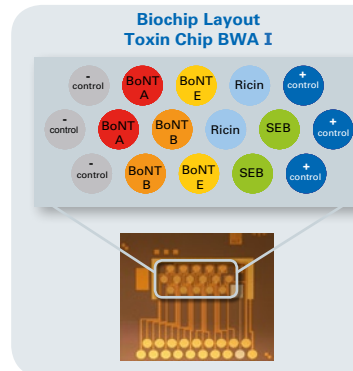 Biochip Layout
Toxin Chip BWA I
- control BoNT A BoNT E Ricin + control
- control BoNT A BoNT B Ricin SEB + control
- control BoNT B BoNT E SEB + control